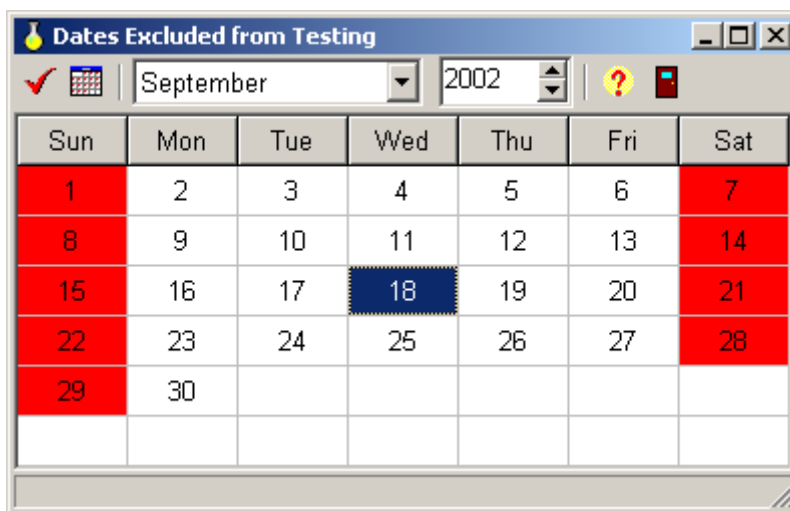 Dates Excluded from Testing
September 2002
Sun Mon Tue Wed Thu Fri Sat
1 2 3 4 5 6 7
8 9 10 11 12 13 14
15 16 17 18 19 20 21
22 23 24 25 26 27 28
29 30